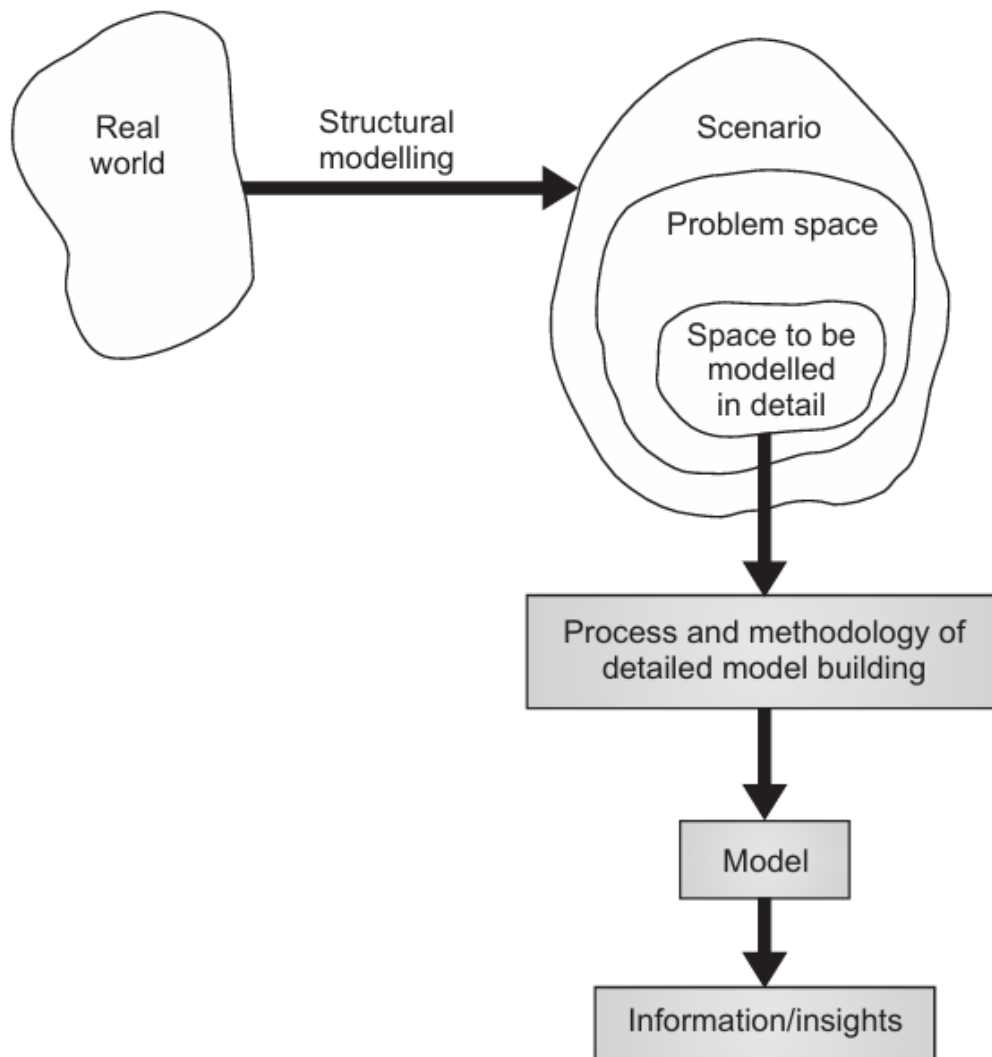 Real
world
Structural
modelling
Scenario
Problem space
Space to be
modelled
in detail
Process and methodology of
detailed model building
Model
Information/insights